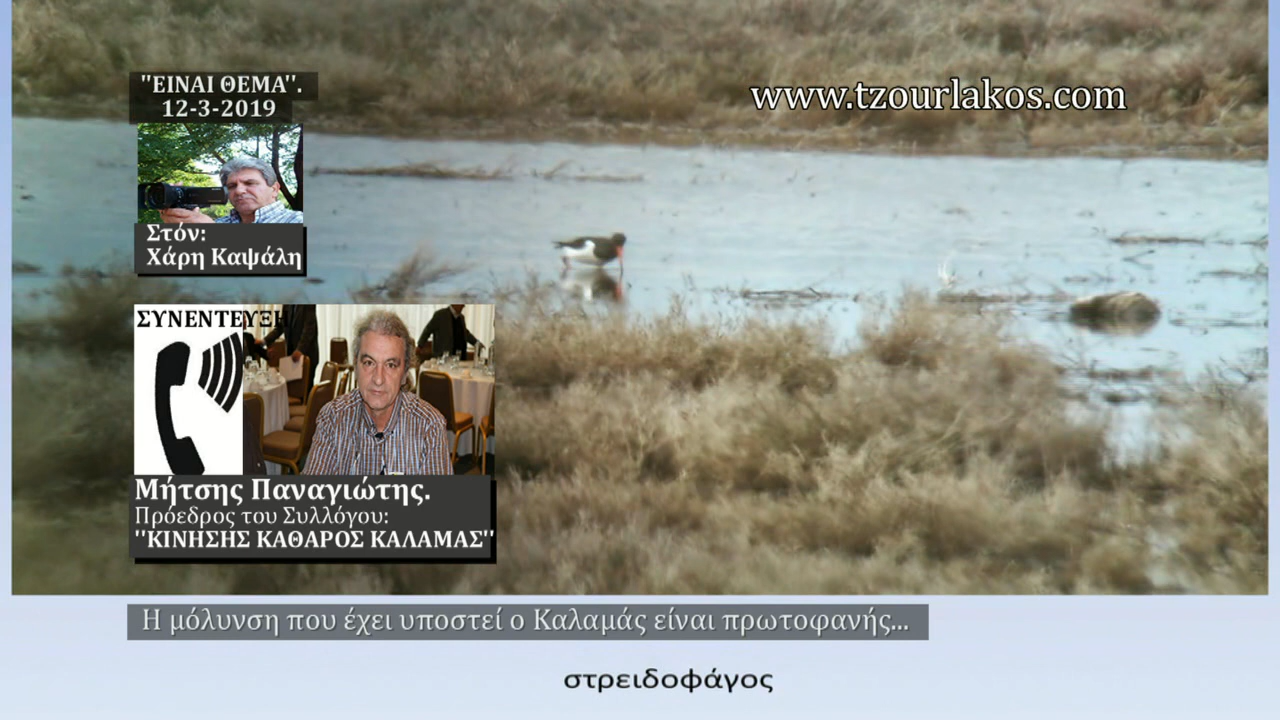 ''ΕΙΝΑΙ ΘΕΜΑ''.
12-3-2019
www.tzourlakos.com
Στόν:
Χάρη Καψάλη
ΣΥΝΕΝΤΕΥΞΗ
Μήτσης Παναγιώτης.
Πρόεδρος του Συλλόγου:
''ΚΙΝΗΣΗΣ ΚΑΘΑΡΟΣ ΚΑΛΑΜΑΣ''
Η μόλυνση που έχει υποστεί ο Καλαμάς είναι πρωτοφανής...
στρειδοφάγος